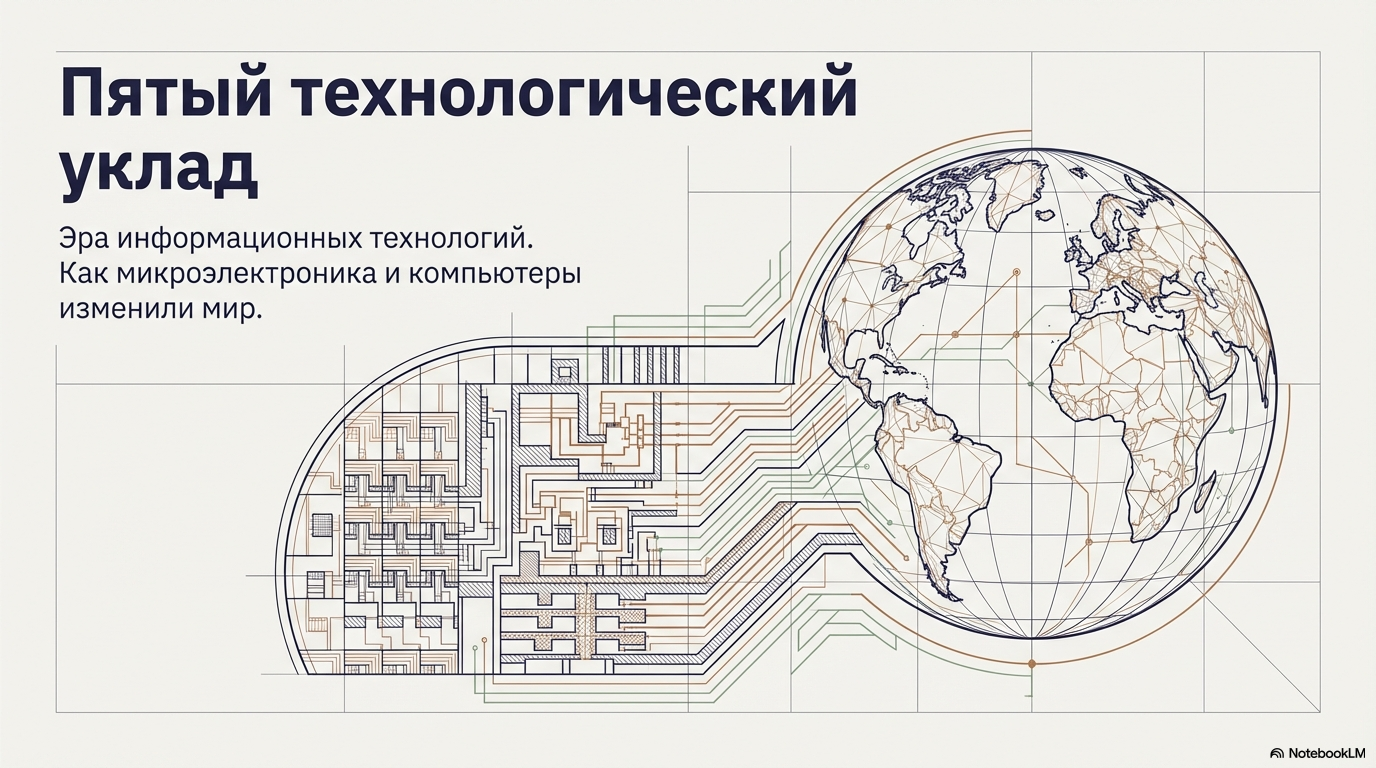 Пятый технологический
уклад
Эра информационных технологий.
Как микроэлектроника и компьютеры
изменили мир.
NotebookLM